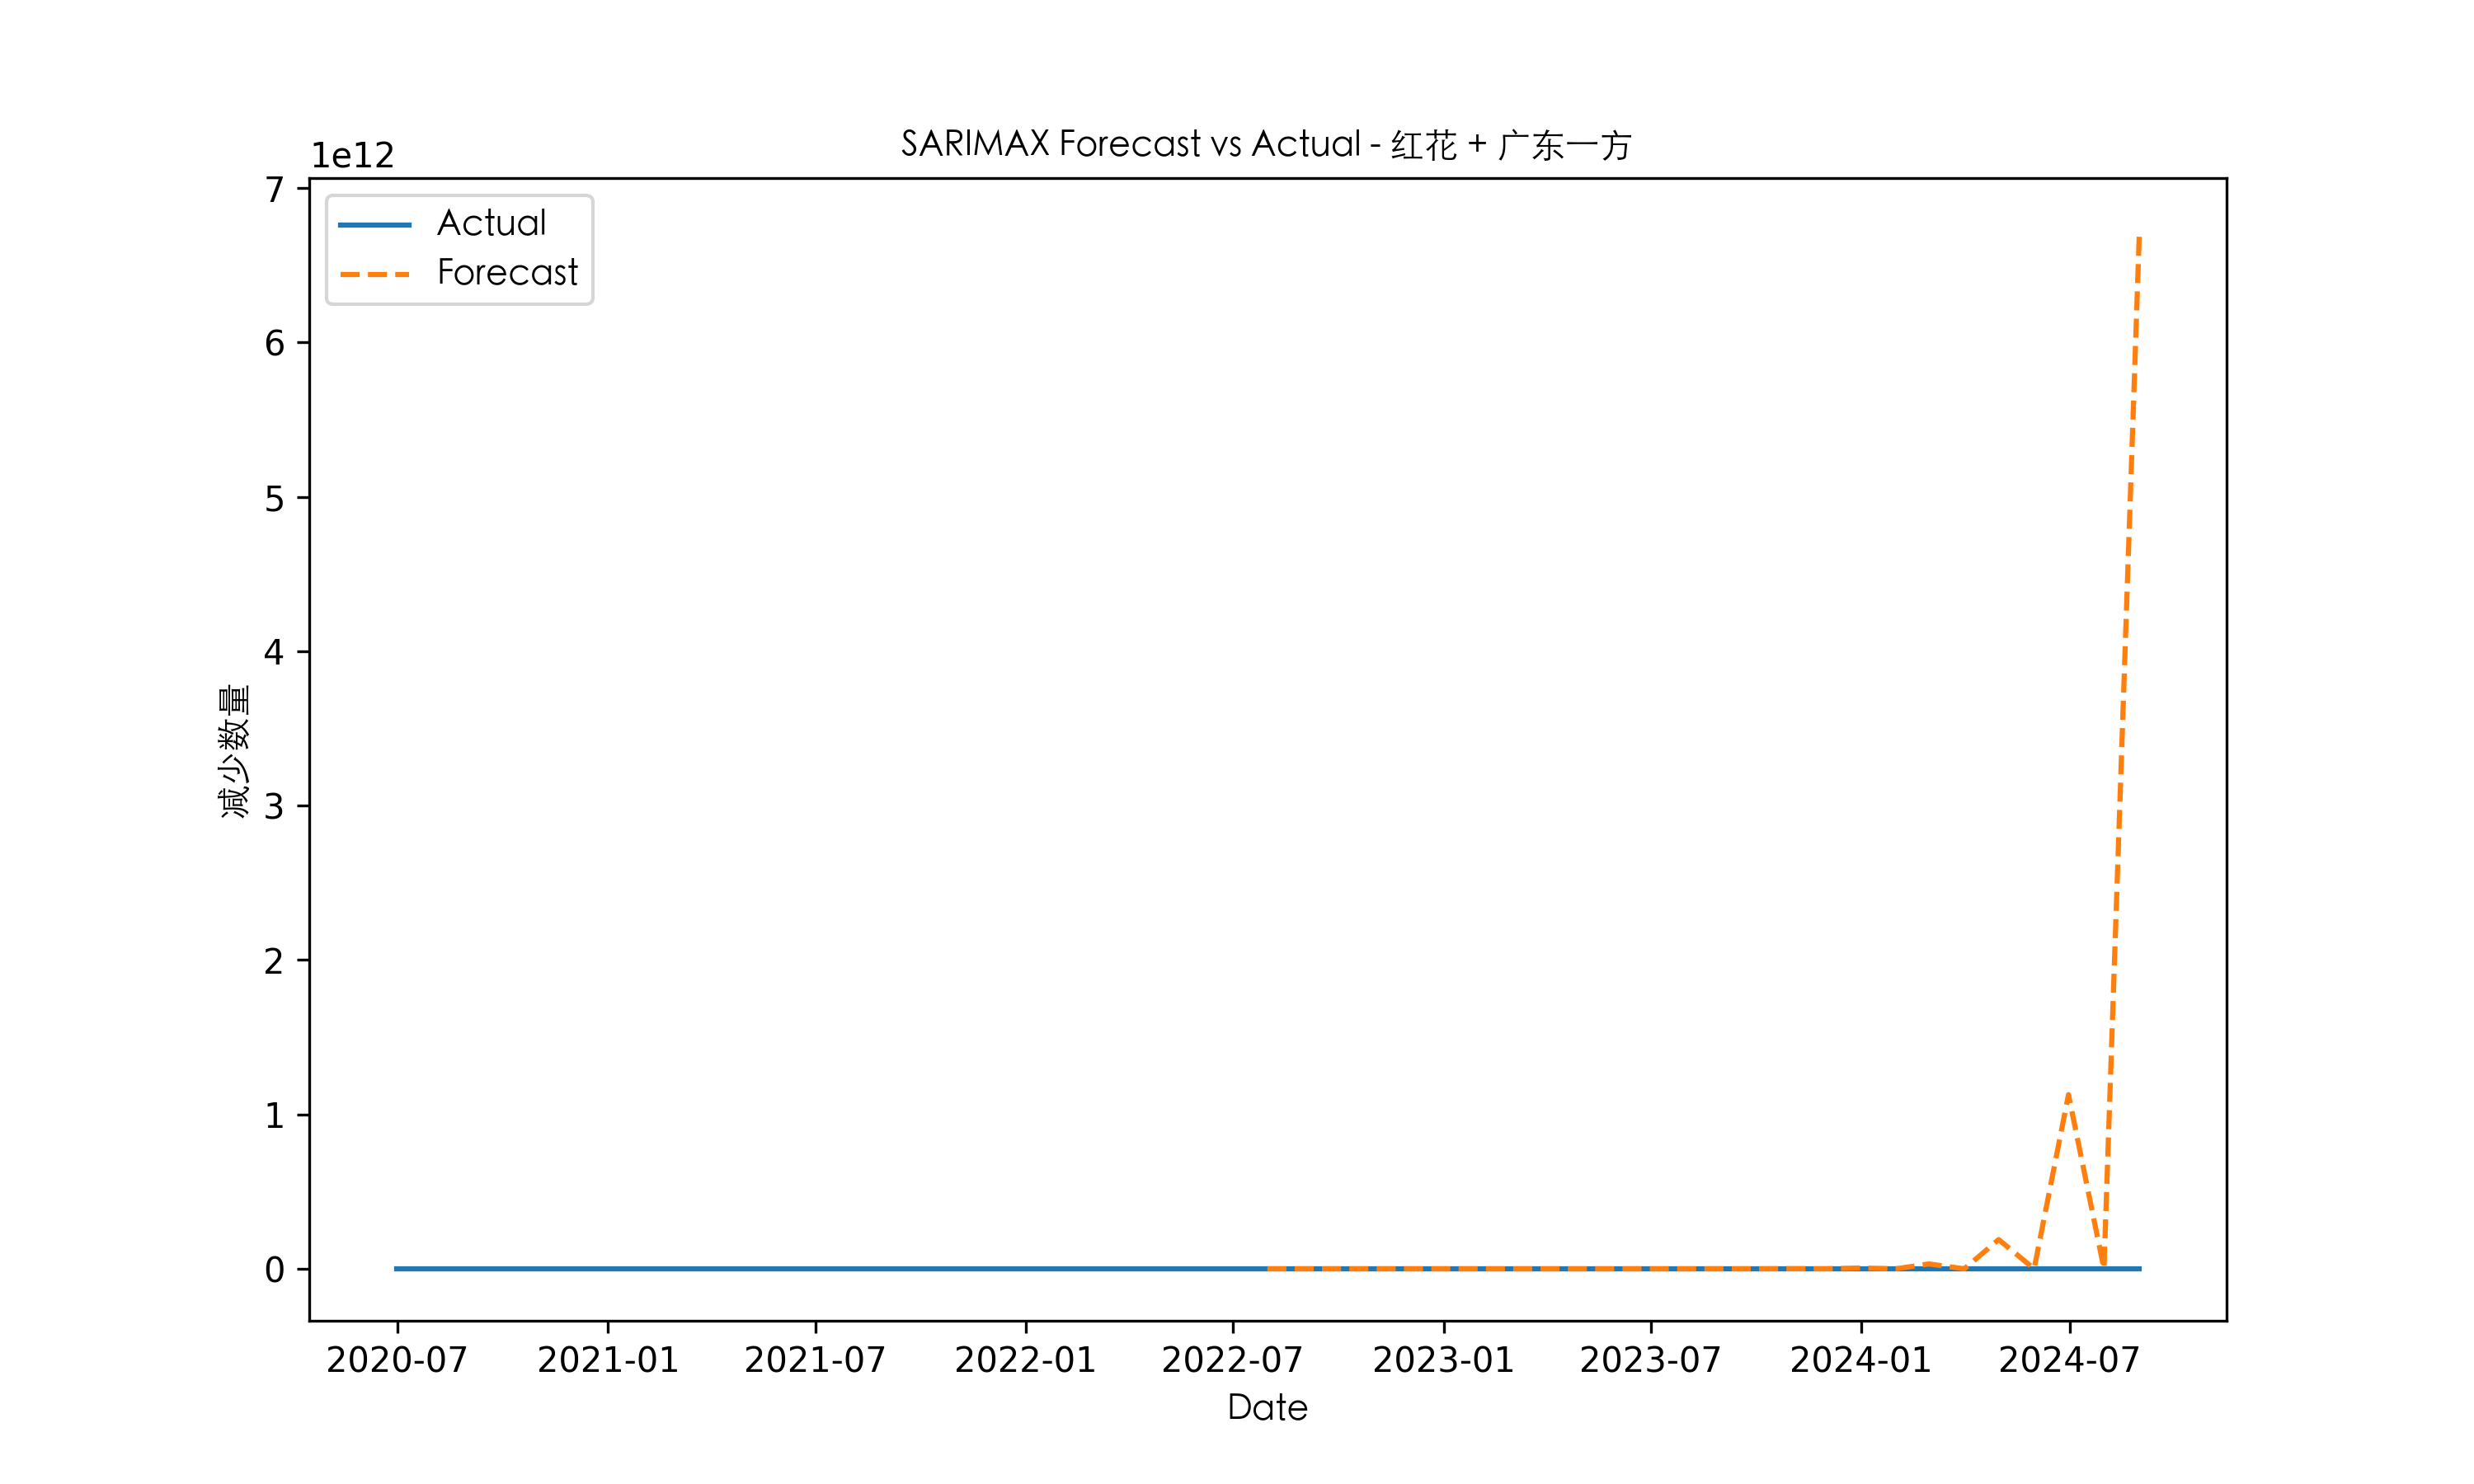 SARIMAX Forecast vs Actual - 红花 + 广东一方
1e12
Actual
Forecast
7
6
5
4
3
2
1
0
减少数量
2020-07 2021-01 2021-07 2022-01 2022-07 2023-01 2023-07 2024-01 2024-07
Date